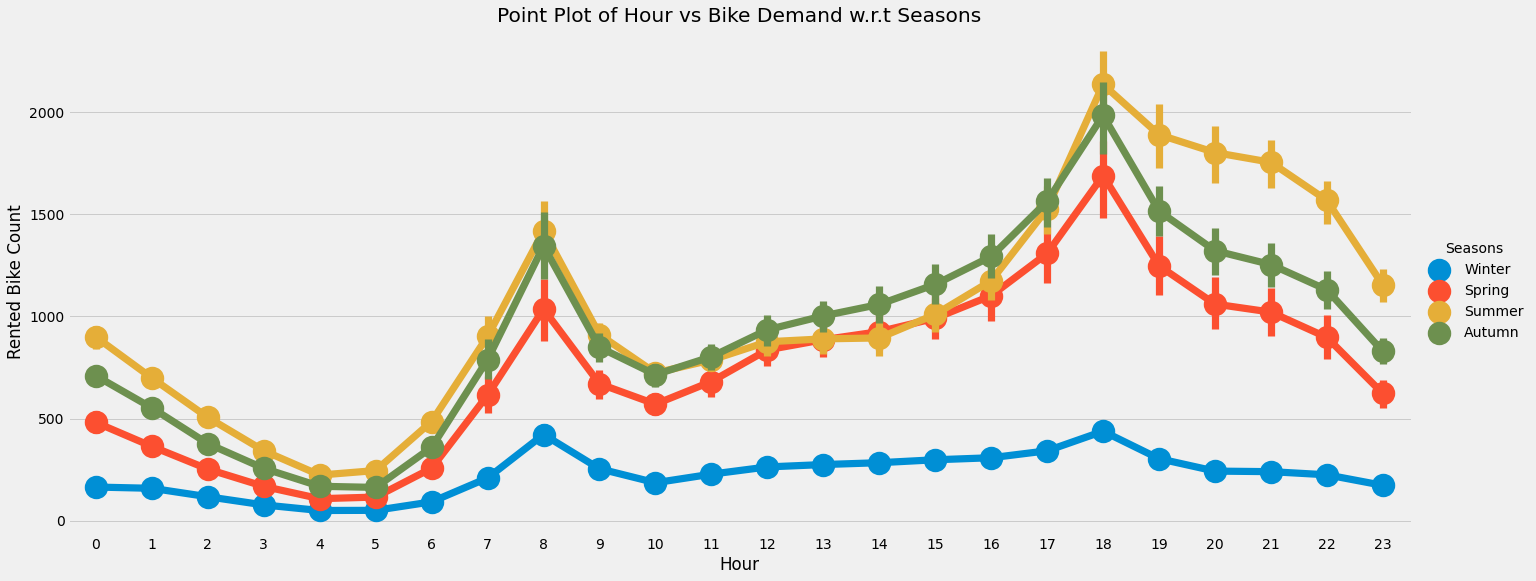 Point Plot of Hour vs Bike Demand w.r.t Seasons
Rented Bike Count
2000
1500
1000
500
0
0 1 2 3 4 5 6 7 8 9 10 11 12 13 14 15 16 17 18 19 20 21 22 23
Hour
Seasons
Winter
Spring
Summer
Autumn